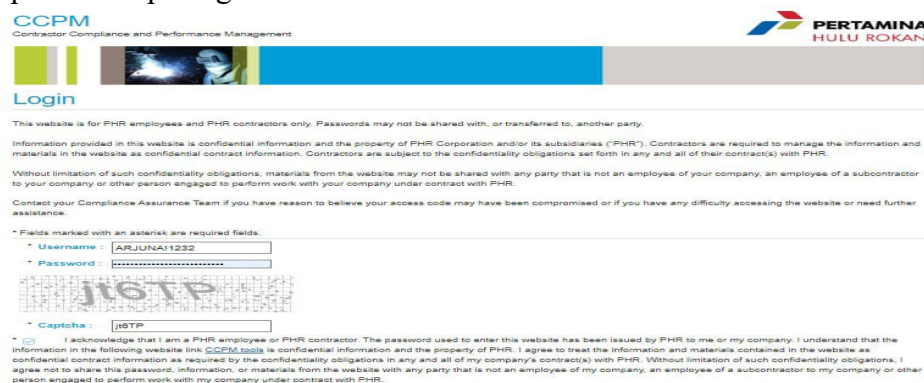 CCPM
Contractor Compliance and Performance Management
PERTAMINA
HULU ROKAN
Login
This website is for PHR employees and PHR contractors only. Passwords may not be shared with, or transferred to, another party.
Information provided in this website is confidential information and the property of PHR Corporation and/or its subsidiaries ("PHR"). Contractors are required to manage the information and
materials in the website as confidential contract information. Contractors are subject to the confidentiality obligations set forth in any and all of their contract(s) with PHR.
Without limitation of such confidentiality obligations, materials from the website may not be shared with any party that is not an employee of your company, an employee of a subcontractor
to your company or other person engaged to perform work with your company under contract with PHR.
Contact your Compliance Assurance Team if you have reason to believe your access code may have been compromised or if you have any difficulty accessing the website or need further
assistance.
* Fields marked with an asterisk are required fields.
* Username : ARJUNA!1232
* Password :
jt6TP
* Captcha : jt6TP
* I acknowledge that I am a PHR employee or PHR contractor. The password used to enter this website has been issued by PHR to me or my company. I understand that the
information in the following website link CCPM tools is confidential information and the property of PHR. I agree to treat the information and materials contained in the website as
confidential contract information as required by the confidentiality obligations in any and all of my company's contract(s) with PHR. Without limitation of such confidentiality obligations, I
agree not to share this password, information, or materials from the website with any party that is not an employee of my company, an employee of a subcontractor to my company or other
person engaged to perform work with my company under contract with PHR.